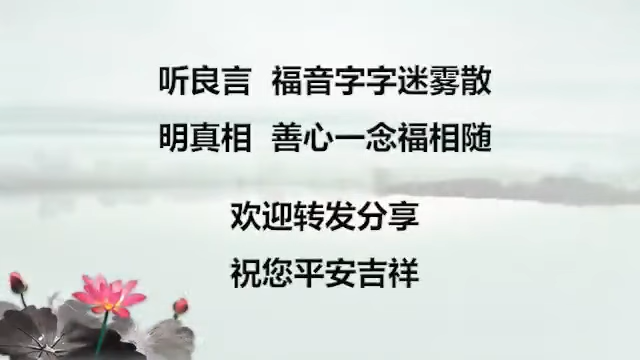 听良言 福音字字迷雾散
明真相 善心一念福相随
欢迎转发分享
祝您平安吉祥